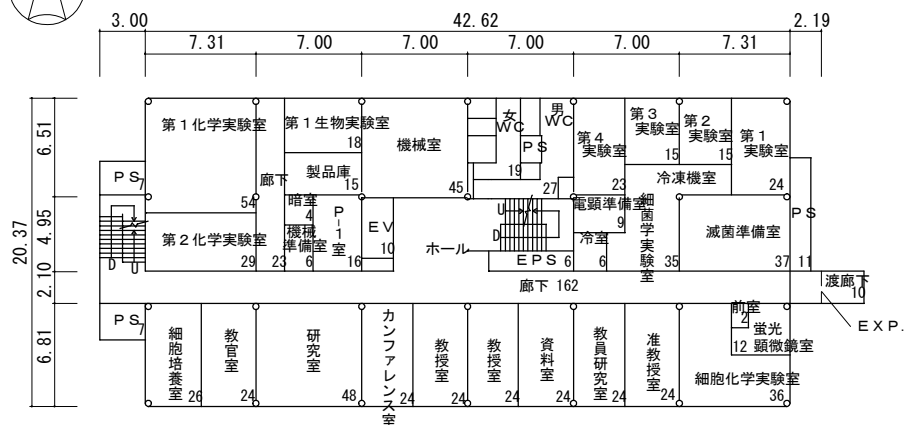 3.00
42.62
2.19
7.31
7.00
7.00
7.00
7.00
7.31
20.37
6.51
4.95
2.10
6.81
第1化学実験室
54
第1生物実験室
18
機械室
45
女
WC
男
WC
PS
19
27
第4
実験室
23
第3
実験室
15
第2
実験室
15
第1
実験室
24
製品庫
15
廊下
23
冷凍機室
PS
7
暗室
4
機械
準備室
6
P-1室
16
EV
10
ホール
U
D
EPS
6
電顕準備室
9
冷室
6
細菌学実験室
35
滅菌準備室
37
PS
11
第2化学実験室
29
D
U
廊下 162
渡廊下
10
EXP.
PS
7
細胞培養室
26
教官室
24
研究室
48
カンファレンス室
24
教授室
24
教授室
24
資料室
24
教員研究室
24
准教授室
24
前室
2
蛍光
顕微鏡室
12
細胞化学実験室
36